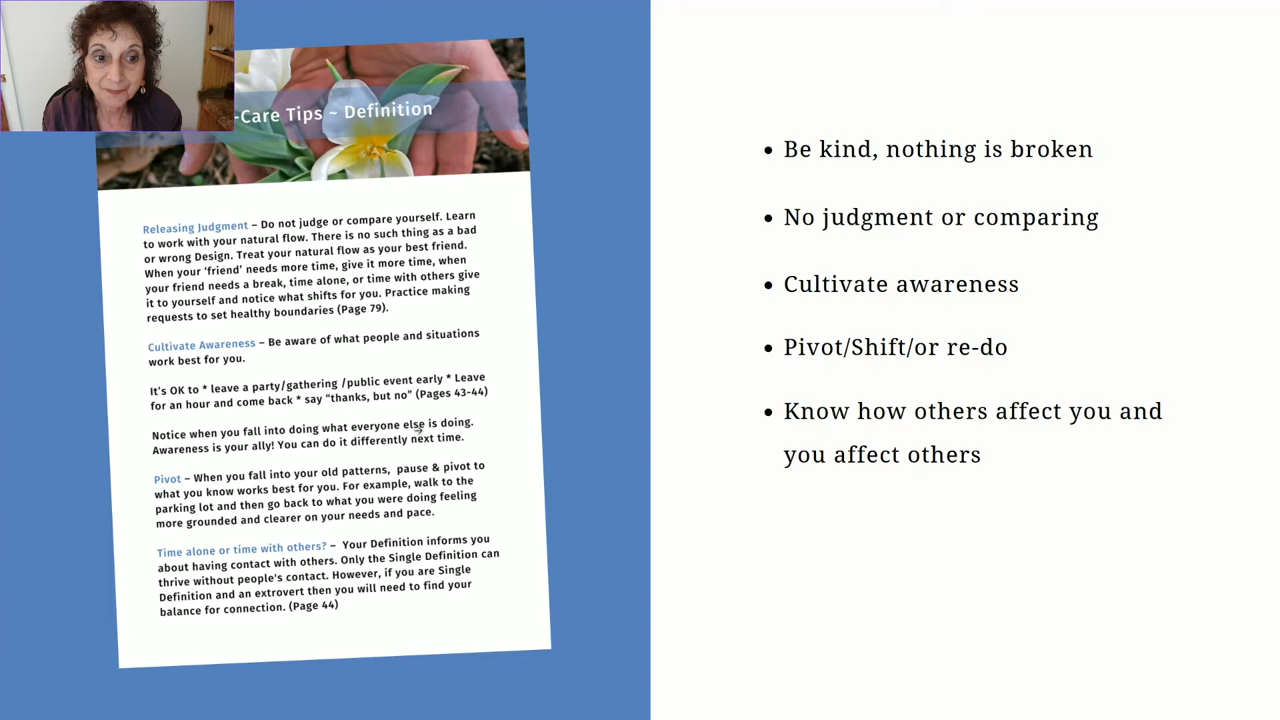 -Care Tips ~ Definition
Releasing Judgment – Do not judge or compare yourself. Learn
to work with your natural flow. There is no such thing as a bad
or wrong Design. Treat your natural flow as your best friend.
When your ‘friend’ needs more time, give it more time, when
your friend needs a break, time alone, or time with others give
it to yourself and notice what shifts for you. Practice making
requests to set healthy boundaries (Page 79).
Cultivate Awareness – Be aware of what people and situations
work best for you.
It’s OK to * leave a party/gathering /public event early * Leave
for an hour and come back * say “thanks, but no” (Pages 43-44)
Notice when you fall into doing what everyone else is doing.
Awareness is your ally! You can do it differently next time.
Pivot – When you fall into your old patterns, pause & pivot to
what you know works best for you. For example, walk to the
parking lot and then go back to what you were doing feeling
more grounded and clearer on your needs and pace.
Time alone or time with others? – Your Definition informs you
about having contact with others. Only the Single Definition can
thrive without people's contact. However, if you are Single
Definition and an extrovert then you will need to find your
balance for connection. (Page 44)
• Be kind, nothing is broken
• No judgment or comparing
• Cultivate awareness
• Pivot/Shift/or re-do
• Know how others affect you and
you affect others